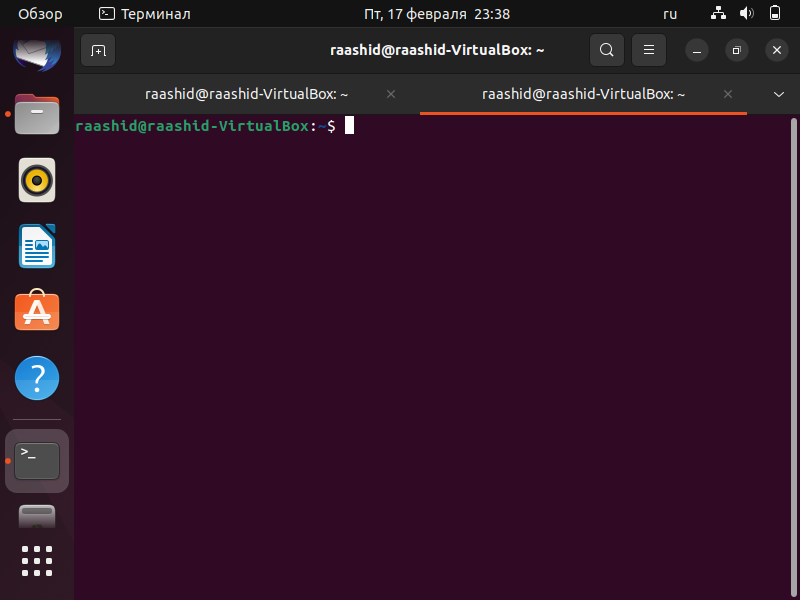 Обзор Терминал Пт, 17 февраля 23:38 ru
raashid@raashid-VirtualBox: ~
raashid@raashid-VirtualBox: ~ raashid@raashid-VirtualBox: ~
raashid@raashid-VirtualBox:~$